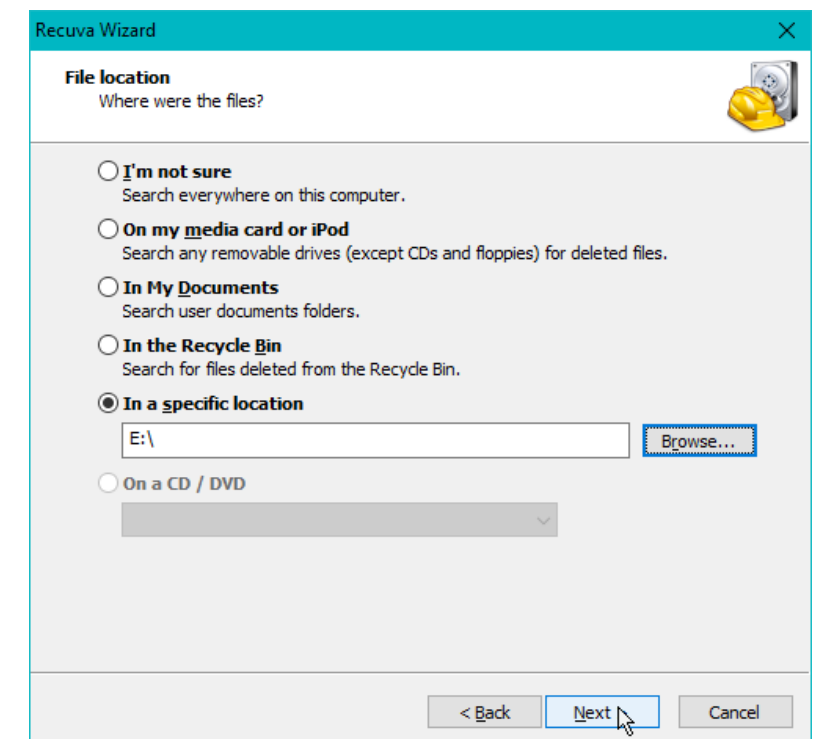 Recuva Wizard
File location
Where were the files?
I'm not sure
Search everywhere on this computer.
On my media card or iPod
Search any removable drives (except CDs and floppies) for deleted files.
In My Documents
Search user documents folders.
In the Recycle Bin
Search for files deleted from the Recycle Bin.
In a specific location
E:\
Browse...
On a CD / DVD
< Back Next > Cancel